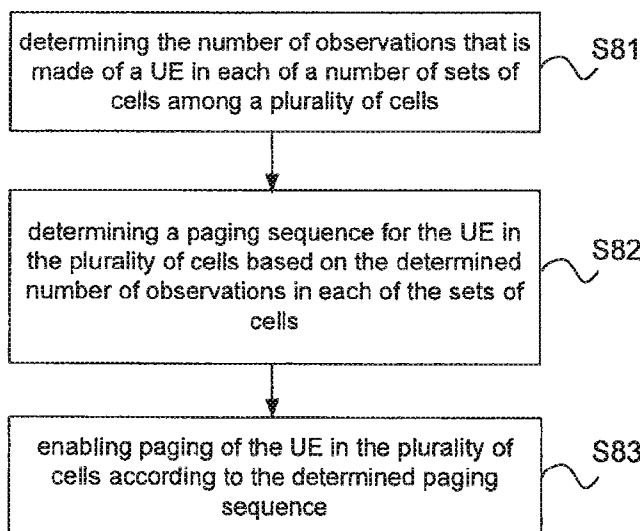 determining the number of observations that is
made of a UE in each of a number of sets of
cells among a plurality of cells
S81
determining a paging sequence for the UE in
the plurality of cells based on the determined
number of observations in each of the sets of
cells
S82
enabling paging of the UE in the plurality of
cells according to the determined paging
sequence
S83